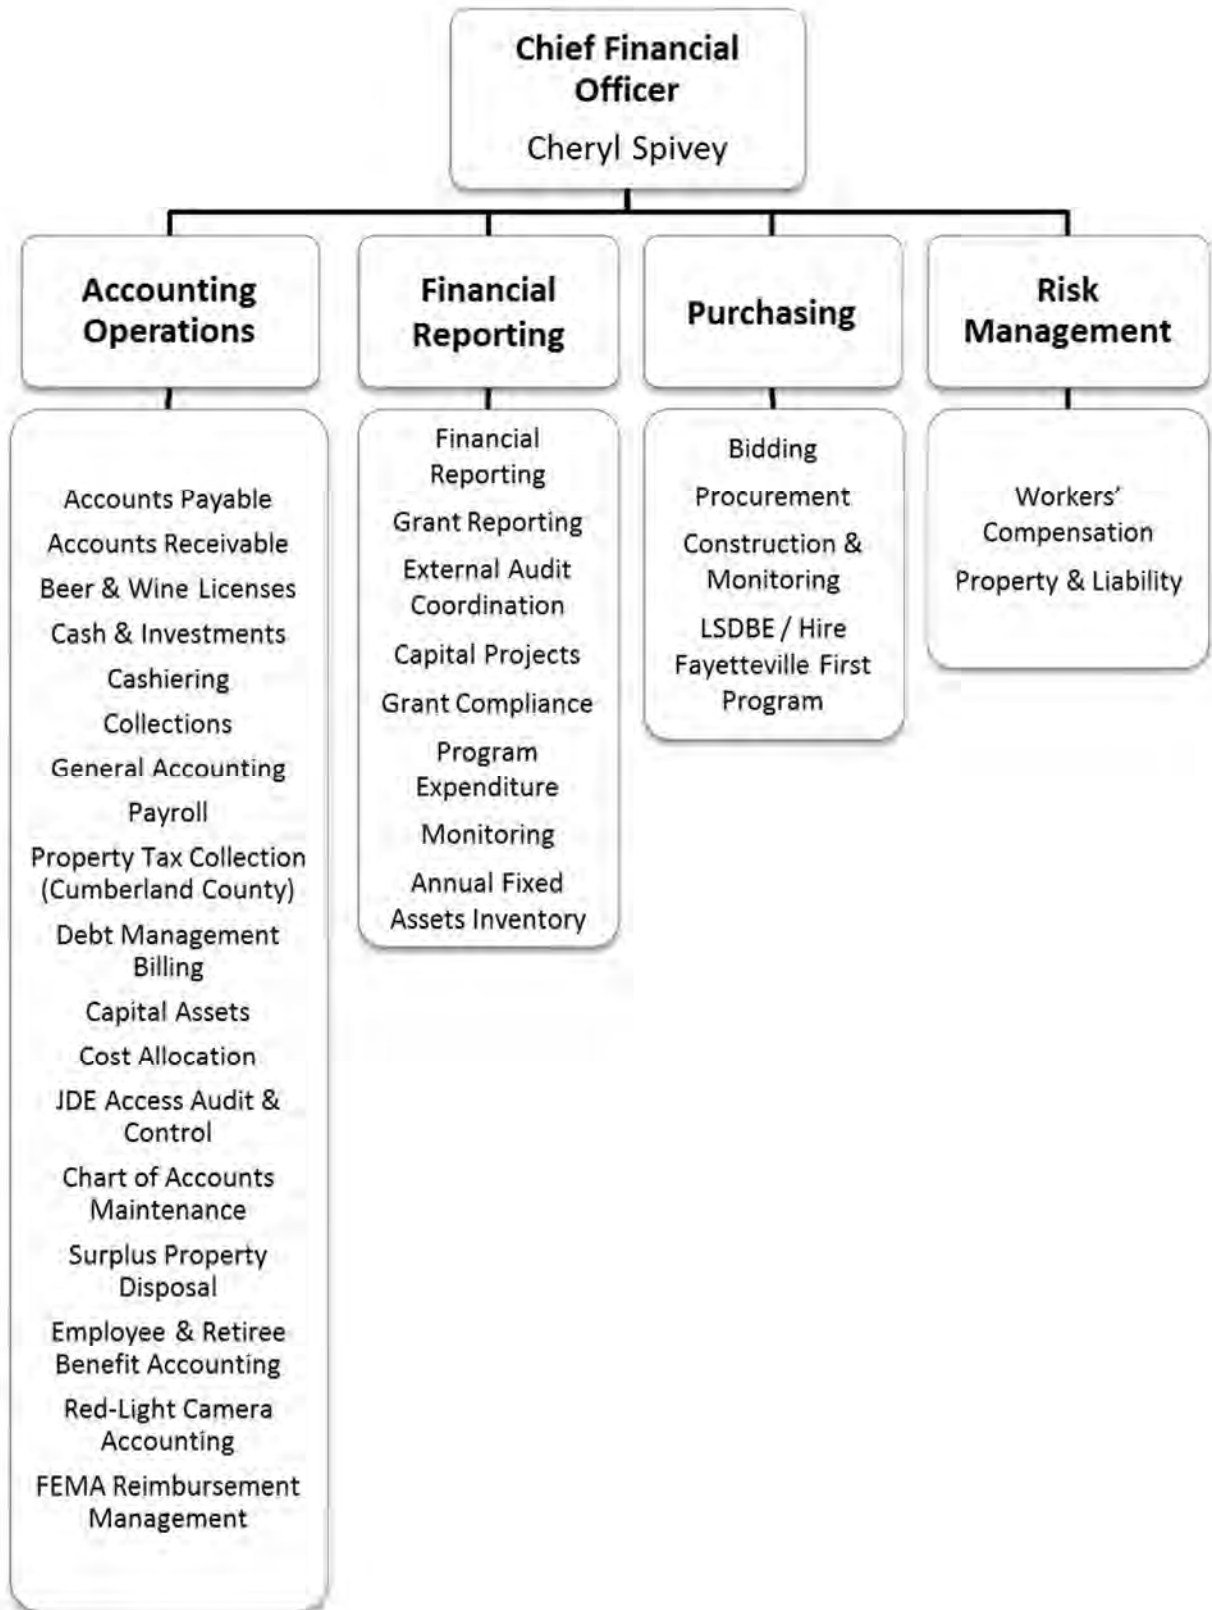 Chief Financial
Officer
Cheryl Spivey
Accounting
Operations
Financial
Reporting
Purchasing
Risk
Management
Accounts Payable
Accounts Receivable
Beer & Wine Licenses
Cash & Investments
Cashiering
Collections
General Accounting
Payroll
Property Tax Collection
(Cumberland County)
Debt Management
Billing
Capital Assets
Cost Allocation
JDE Access Audit &
Control
Chart of Accounts
Maintenance
Surplus Property
Disposal
Employee & Retiree
Benefit Accounting
Red-Light Camera
Accounting
FEMA Reimbursement
Management
Financial
Reporting
Grant Reporting
External Audit
Coordination
Capital Projects
Grant Compliance
Program
Expenditure
Monitoring
Annual Fixed
Assets Inventory
Bidding
Procurement
Construction &
Monitoring
LSDBE / Hire
Fayetteville First
Program
Workers’
Compensation
Property & Liability